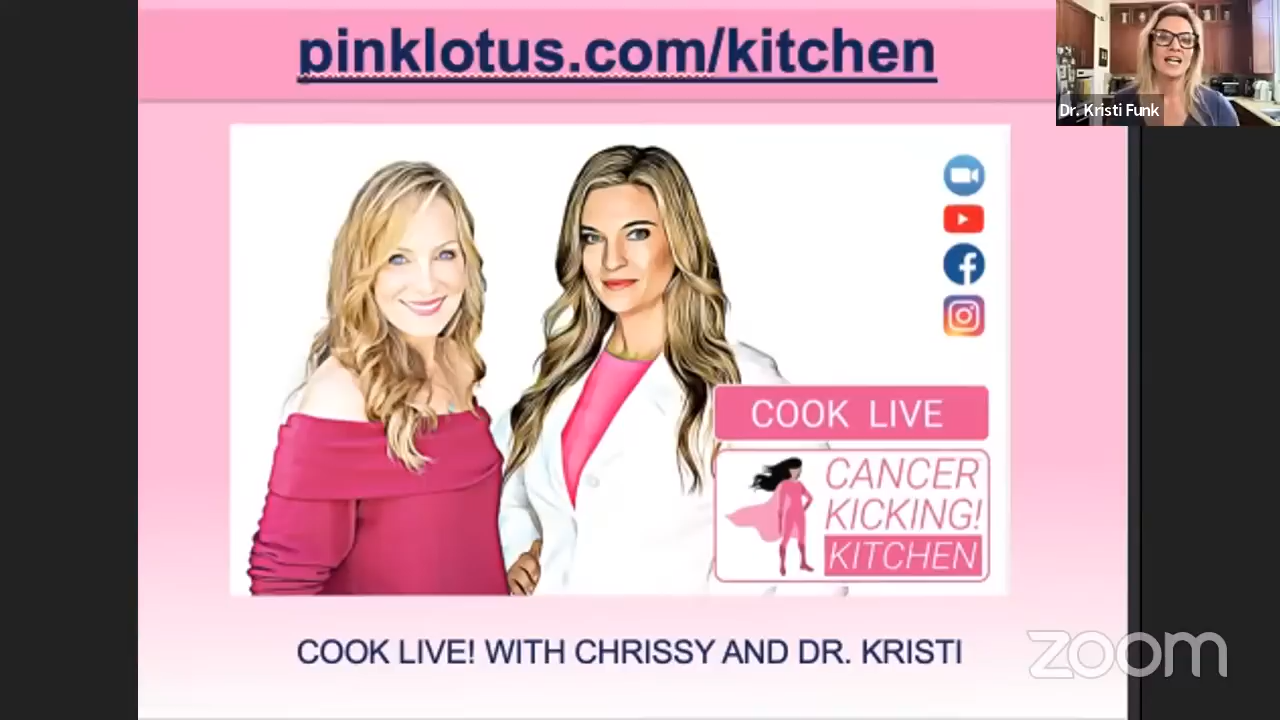 pinklotus.com/kitchen
Dr. Kristi Funk
COOK LIVE
CANCER
KICKING!
KITCHEN
COOK LIVE! WITH CHRISSY AND DR. KRISTI
zoom